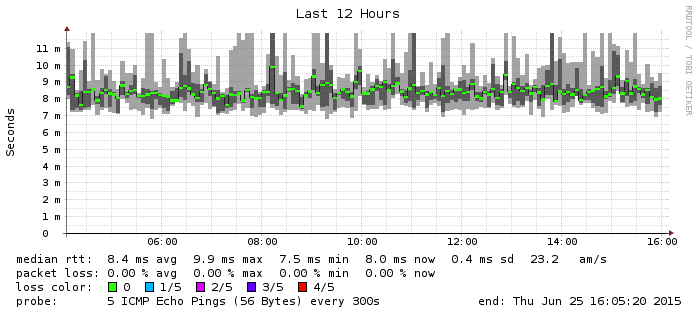 Last 12 Hours
RRDTOOL / TOBI OETIKER
Seconds
11 m
10 m
9 m
8 m
7 m
6 m
5 m
4 m
3 m
2 m
1 m
0
06:00 08:00 10:00 12:00 14:00 16:00
median rtt: 8.4 ms avg 9.9 ms max 7.5 ms min 8.0 ms now 0.4 ms sd 23.2 am/s
packet loss: 0.00 % avg 0.00 % max 0.00 % min 0.00 % now
loss color: 0 1/5 2/5 3/5 4/5
probe: 5 ICMP Echo Pings (56 Bytes) every 300s end: Thu Jun 25 16:05:20 2015